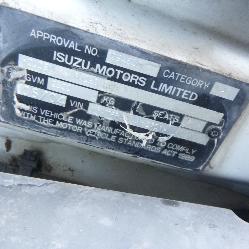 APPROVAL NO. CATEGORY
ISUZU MOTORS LIMITED
GVM KG SEATS
VIN
THIS VEHICLE WAS MANUFACTURED TO COMPLY
WITH THE MOTOR VEHICLE STANDARDS ACT 1989